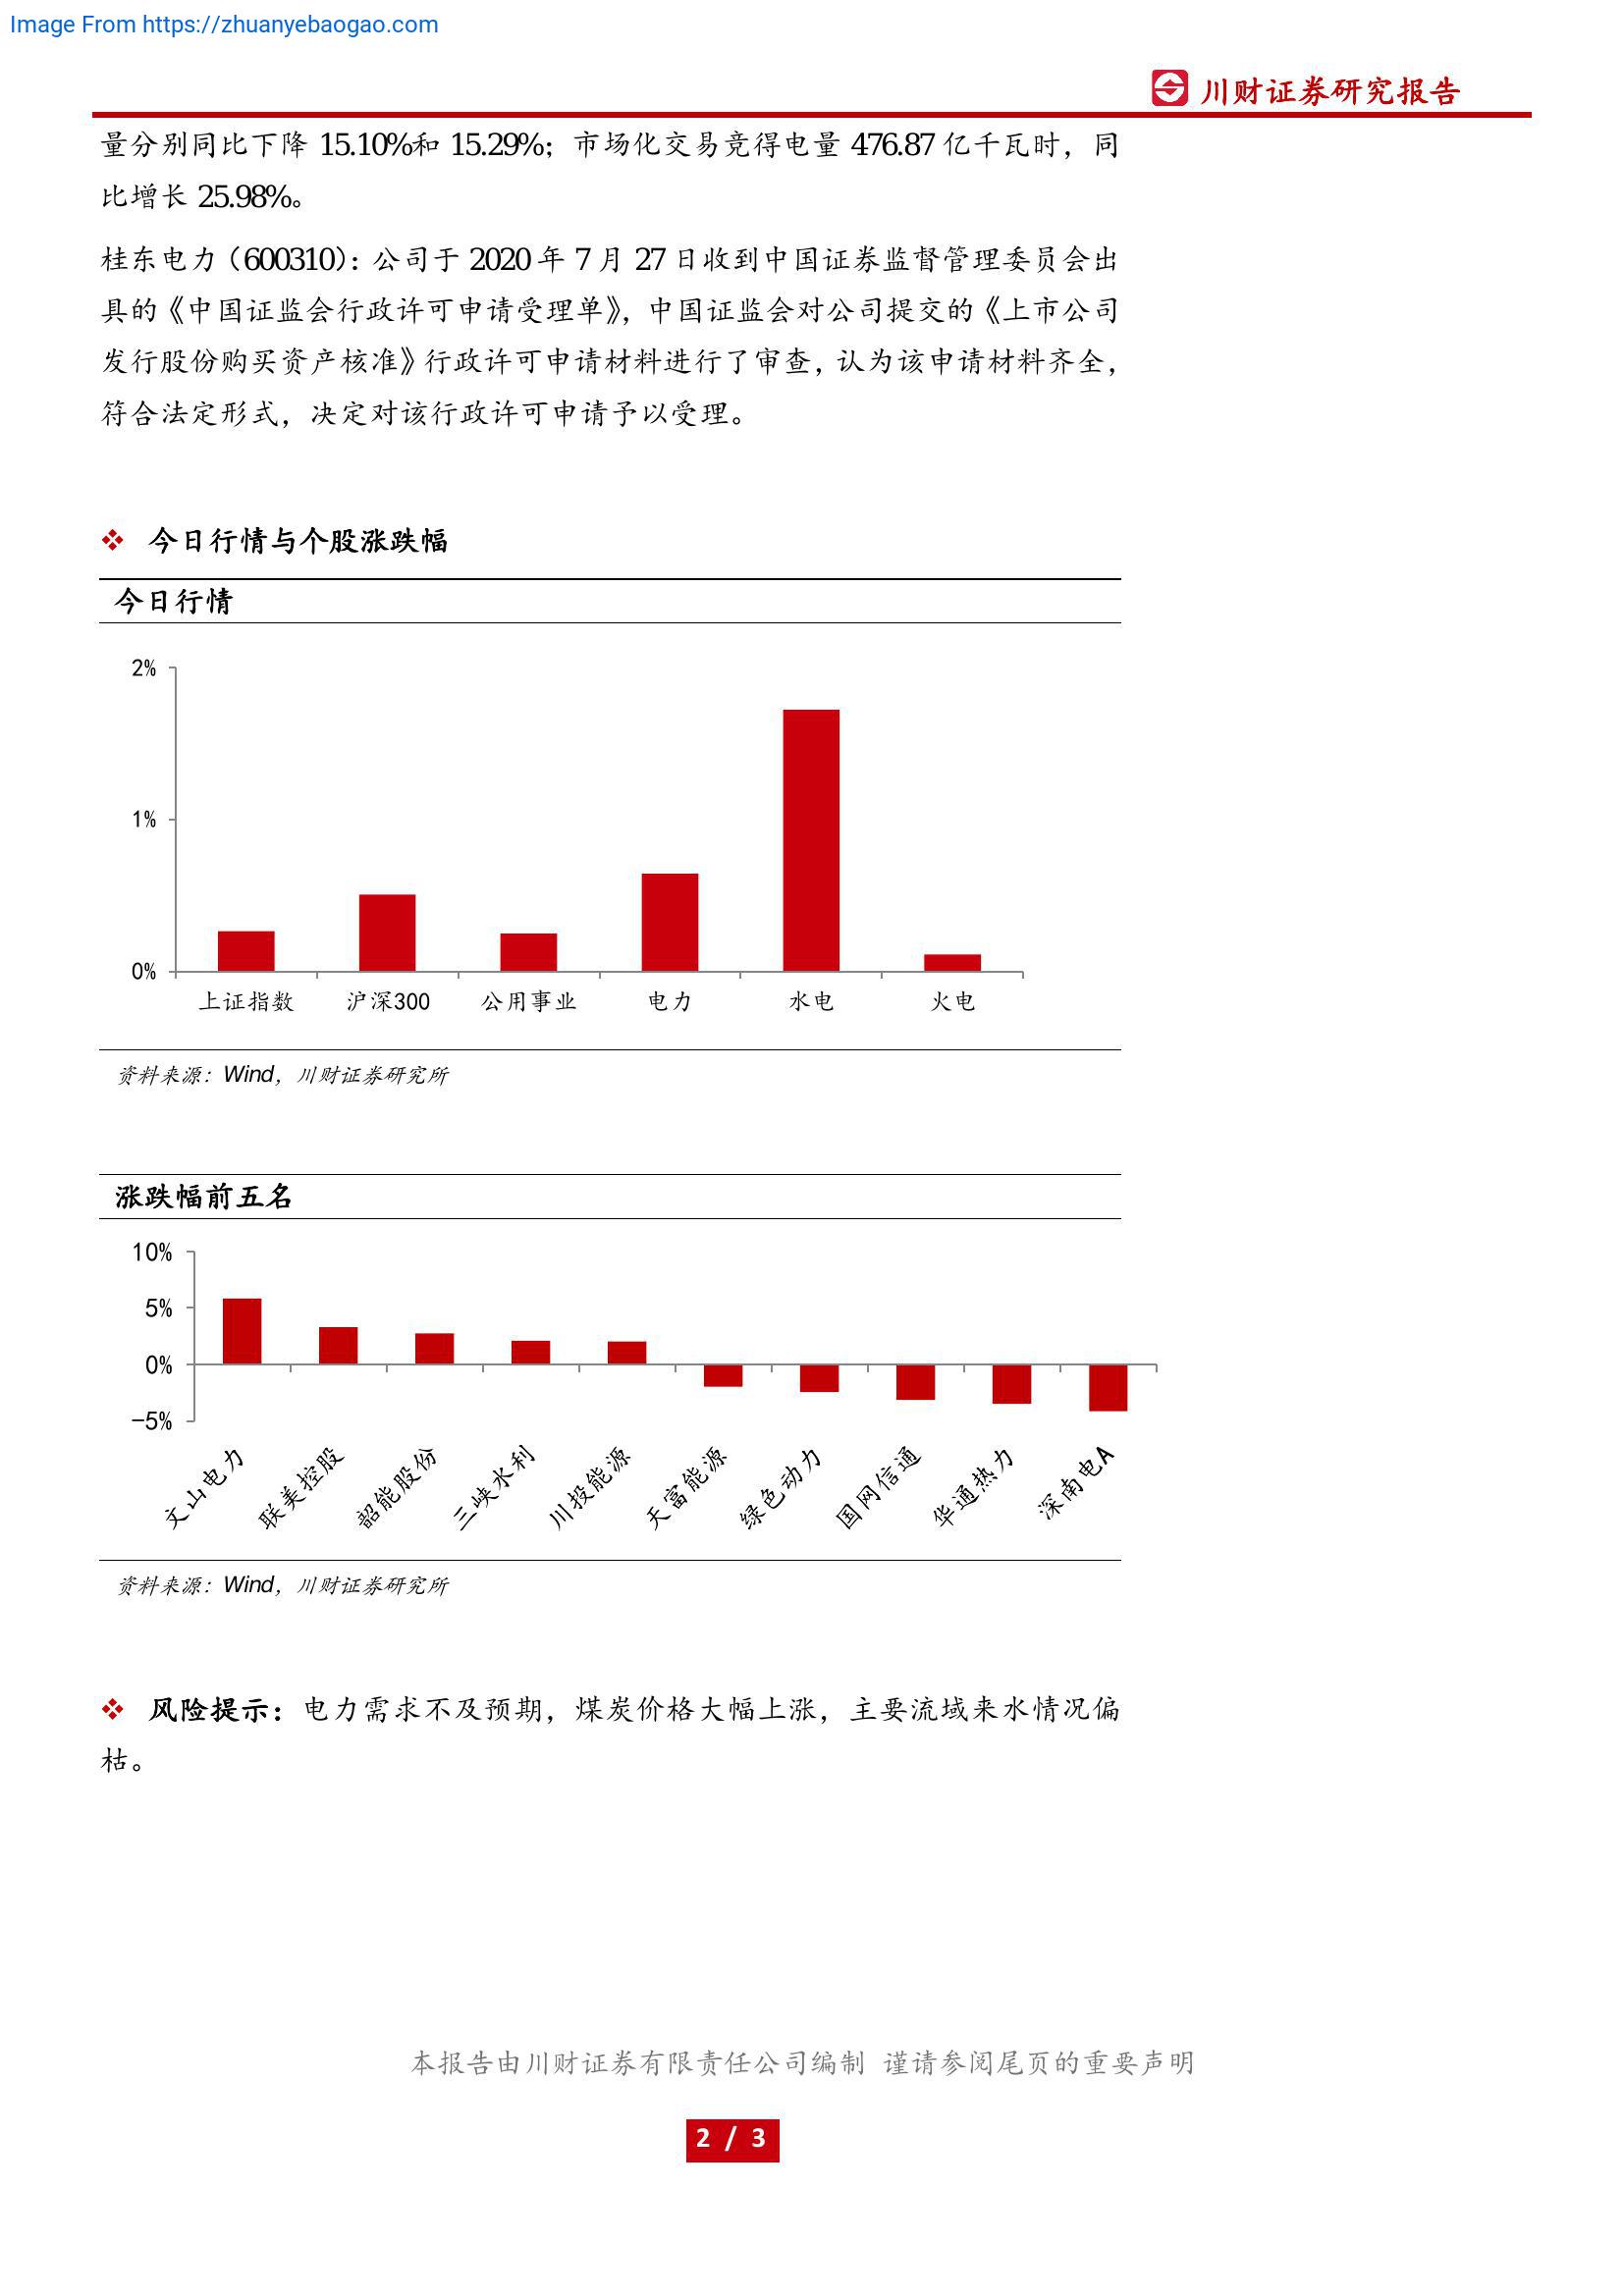 Image From https://zhuanyebaogao.com
川财证券研究报告
量分别同比下降 15.10%和 15.29%；市场化交易竞得电量 476.87 亿千瓦时，同
比增长 25.98%。
桂东电力（600310）：公司于 2020 年 7 月 27 日收到中国证券监督管理委员会出
具的《中国证监会行政许可申请受理单》，中国证监会对公司提交的《上市公司
发行股份购买资产核准》行政许可申请材料进行了审查，认为该申请材料齐全，
符合法定形式，决定对该行政许可申请予以受理。
❖ 今日行情与个股涨跌幅
今日行情
2%
1%
0%
上证指数 沪深300 公用事业 电力 水电 火电
资料来源：Wind，川财证券研究所
涨跌幅前五名
10%
5%
0%
-5%
文山电力 联美控股 韶能股份 三峡水利 川投能源 天富能源 绿色动力 国网信通 华通热力 深南电A
资料来源：Wind，川财证券研究所
❖ 风险提示：电力需求不及预期，煤炭价格大幅上涨，主要流域来水情况偏
枯。
本报告由川财证券有限责任公司编制 谨请参阅尾页的重要声明
2 / 3